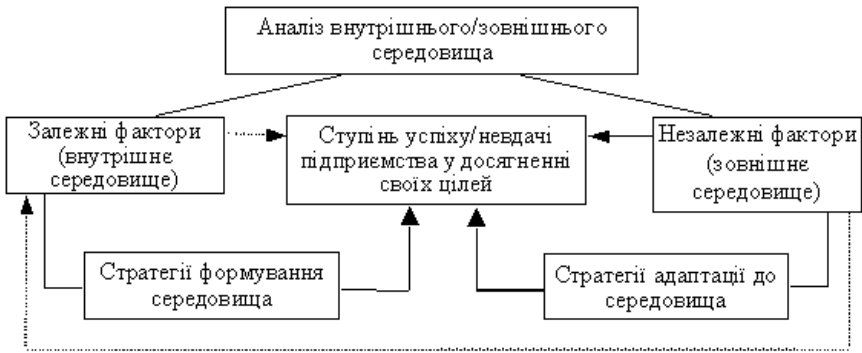 Аналіз внутрішнього/зовнішнього
середовища
Залежні фактори
(внутрішнє
середовище)
Ступінь успіху/невдачі
підприємства у досягненні
своїх цілей
Незалежні фактори
(зовнішнє
середовище)
Стратегії формування
середовища
Стратегії адаптації до
середовища